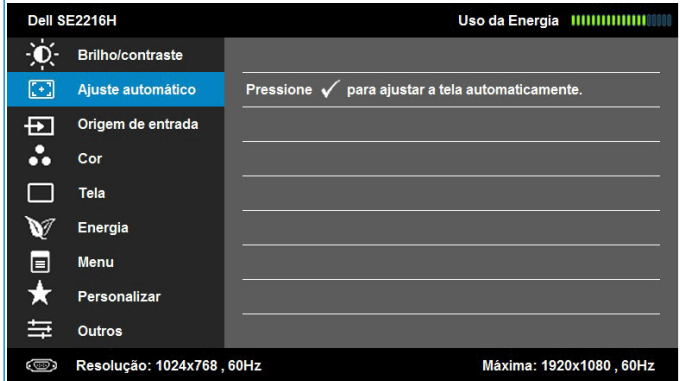 Dell SE2216H Uso da Energia
Brilho/contraste
Ajuste automático Pressione ✓ para ajustar a tela automaticamente.
Origem de entrada
Cor
Tela
Energia
Menu
Personalizar
Outros
Resolução: 1024x768 , 60Hz Máxima: 1920x1080 , 60Hz